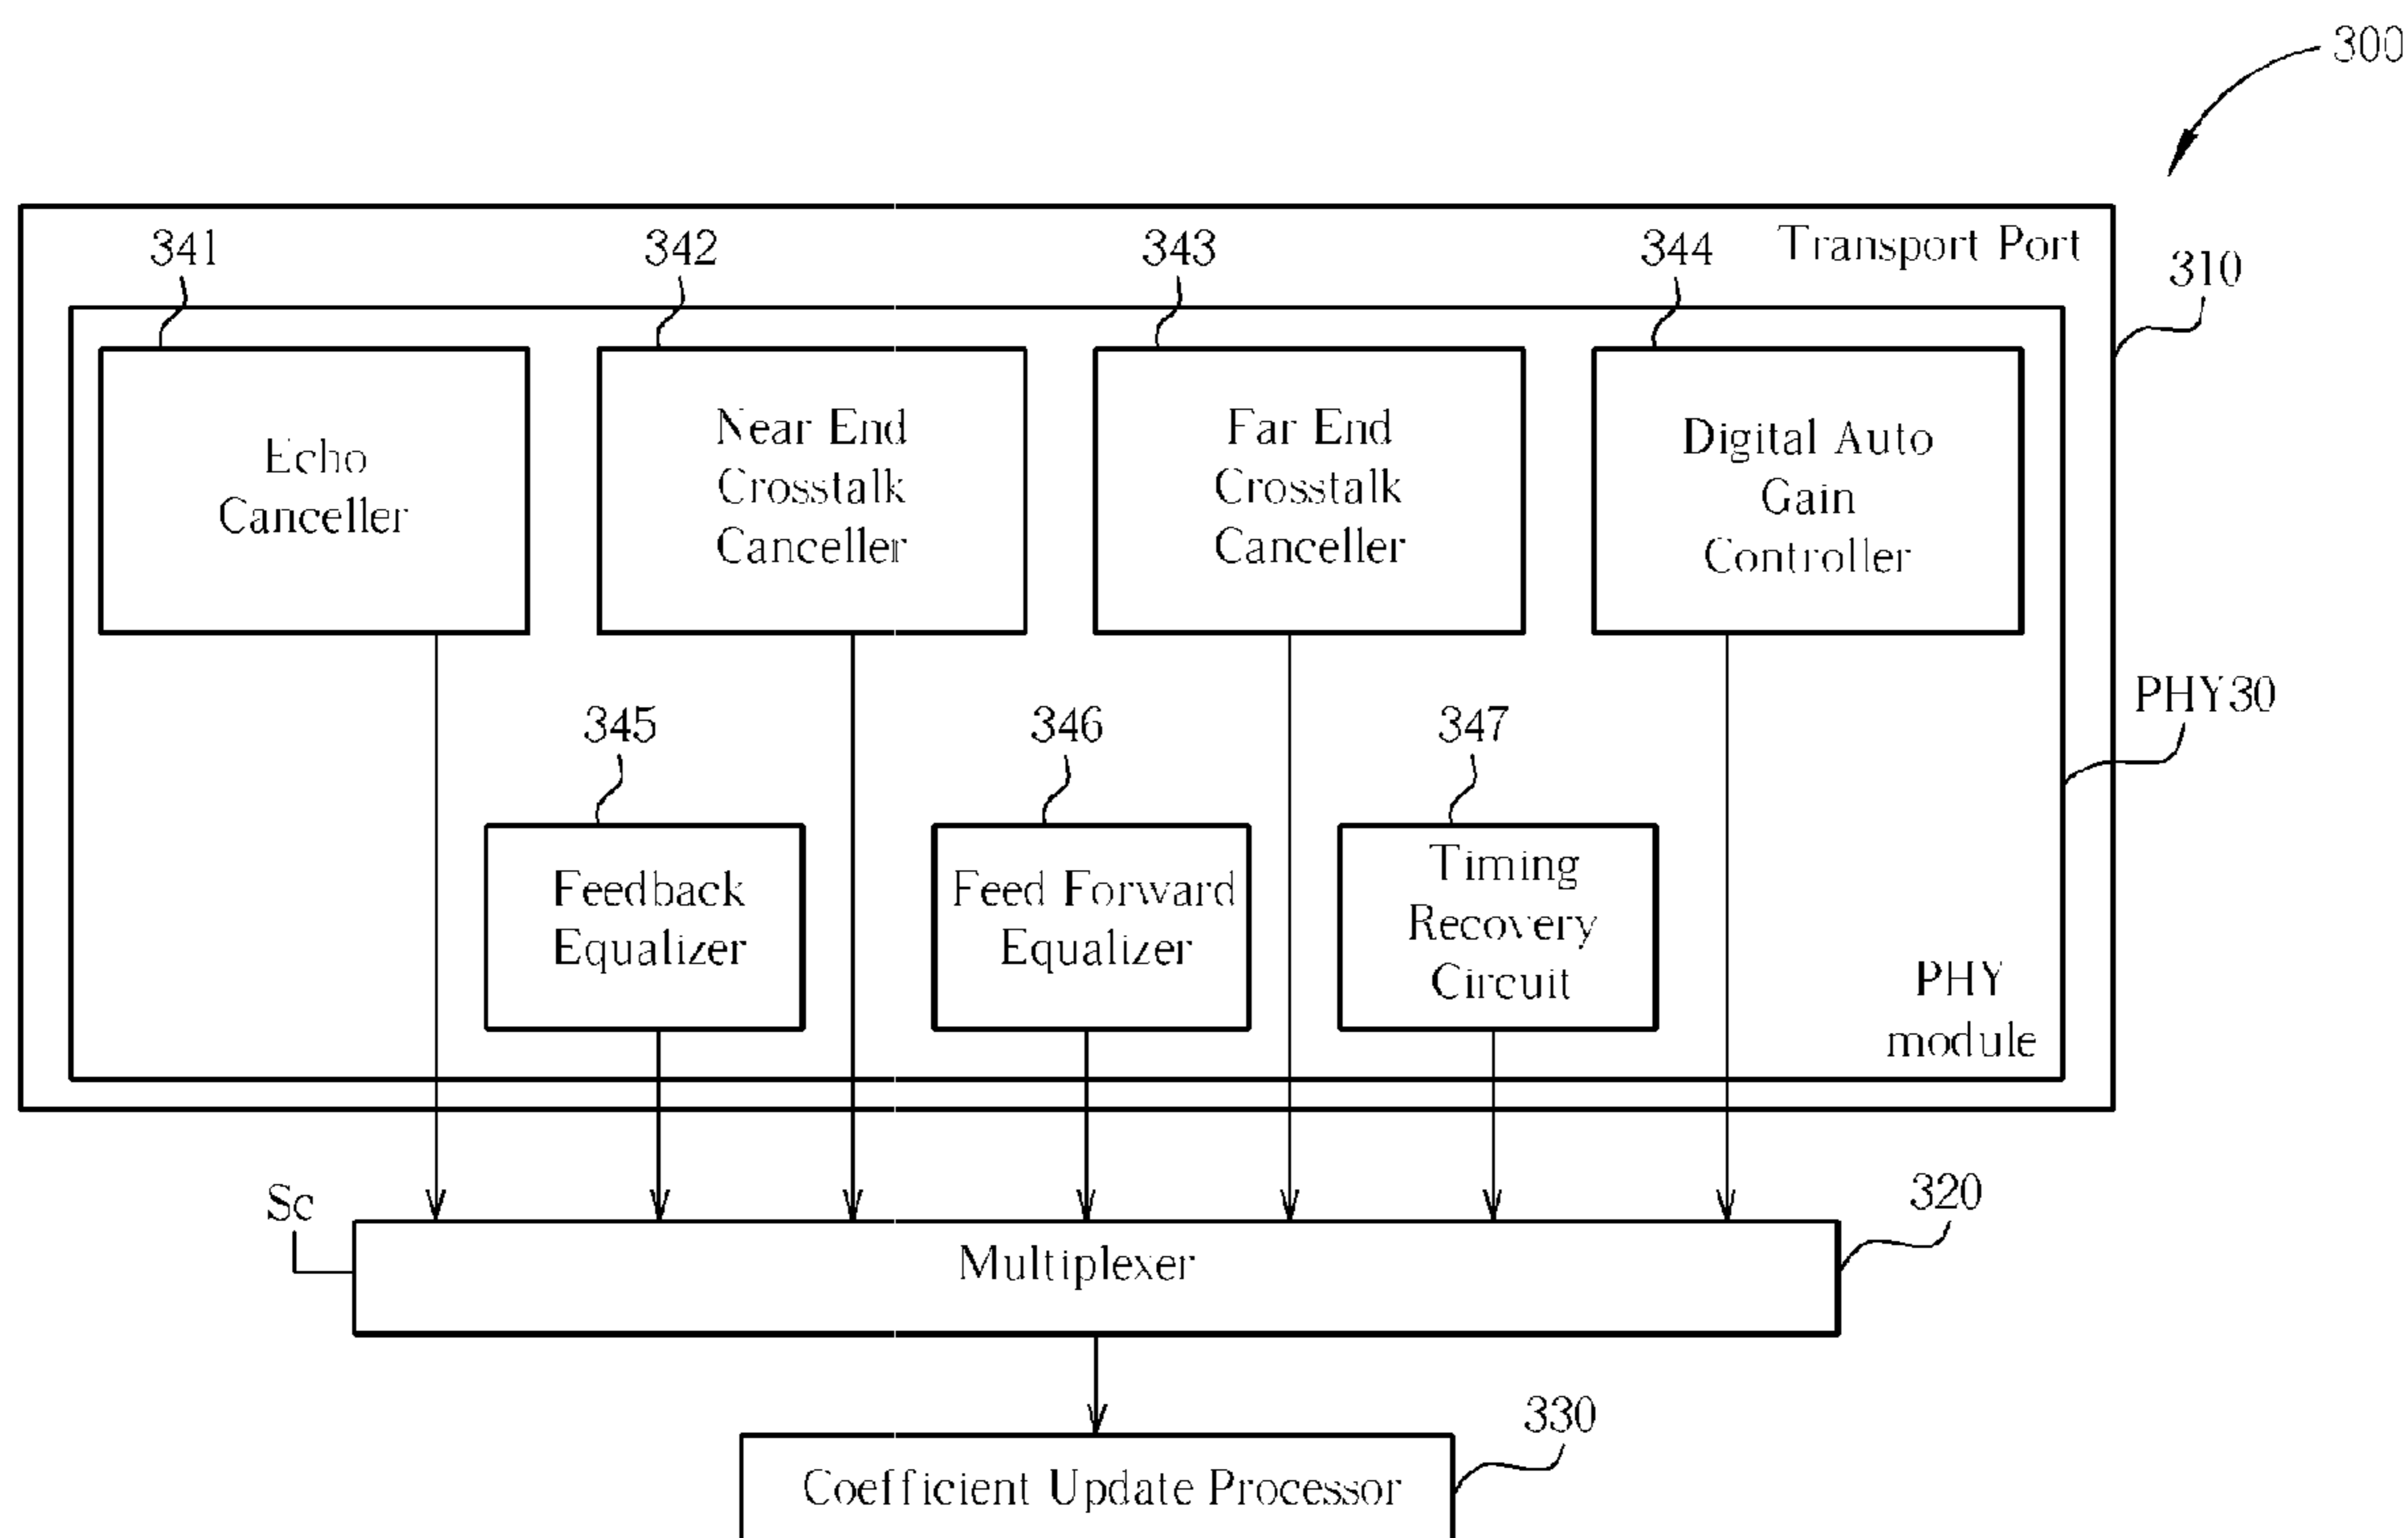 300
Transport Port
341
342
343
344
310
Echo
Canceller
Near End
Crosstalk
Canceller
Far End
Crosstalk
Canceller
Digital Auto
Gain
Controller
PHY30
345
346
347
Feedback
Equalizer
Feed Forward
Equalizer
Timing
Recovery
Circuit
PHY
module
Sc
320
Multiplexer
330
Coefficient Update Processor